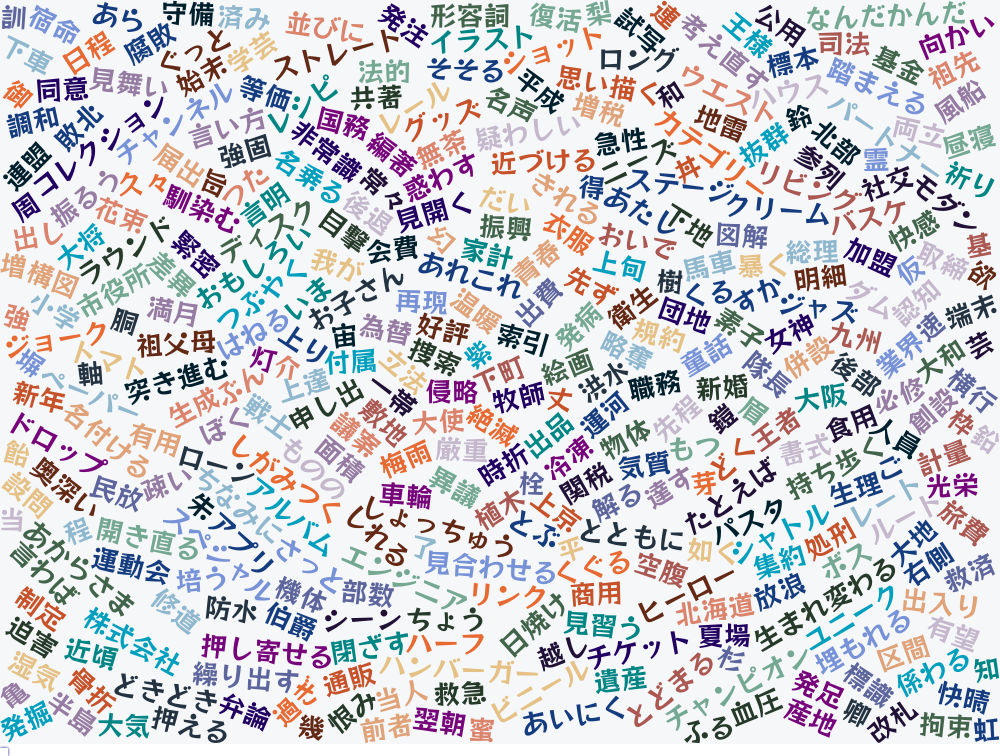 訓
宿命
あら
守備
済み
並びに
発注
形容詞
復活
梨
試写
遭
考え直す
王様
公用
なんだかんだ
向かい
下車
日程
腐敗
ぐっと
始末
学芸
ストレート
イラスト
ショット
ロング
標本
司法
基金
祖先
同意
見舞い
等価
レシピ
法的
共著
そそる
平成
思い描く
和
ウエスト
ハウス
踏まえる
風船
調和
敗北
コレクション
チャンネル
言い方
国務
編著
グッズ
名声
増税
地雷
抜群
鈴
パートナー
両立
昼寝
連盟
届出
強固
非常識
無茶
疑わしい
急性
カテゴリー
北部
参列
霊
祈り
周
振るう
久々
馴染む
言明
名乗る
常々
惑わす
近づける
ニーズ
丼
リビング
社交
モダン
花束
後退
見開く
だい
きれる
得
あたし
ステージ
クリーム
バスケ
快感
出し
大将
ラウンド
緊密
ディスク
目撃
会費
匂
家計
振興
衣服
おいで
下地
図解
総理
加盟
仮
取締
基
欲
増
構図
市役所
おもしろい
我が
あれこれ
青春
先ず
上旬
樹
馬車
暴く
明細
ダム
認知
端末
強
小学
満月
つぶやく
いま
お子さん
再現
温暖
出費
発病
衛生
団地
くるすか
ジャズ
ジョーク
胴
祖父母
はねる
上り
宙
為替
好評
索引
略奪
規約
素子
女神
九州
業界
速
大和
芸
塀
トマト
軸
突き進む
灯
介
付属
立法
捜索
紫
下町
絵画
洪水
童話
隊長
併設
後部
必修
横行
新年
ペーパー
生成
ぶん
上達
申し出
一帯
侵略
牧師
丈
運河
職務
新婚
大阪
食用
創設
枠
鉛
ドロップ
名付ける
有用
ぼく
戦士
敷地
議案
大使
絶滅
出品
物体
先程
鎧
眉
王者
書式
人員
計量
飴
奥深い
ローン
しがみつく
ものの
面積
梅雨
厳重
時折
冷凍
気質
もつ
どく
芽
持ち歩く
生理
ご
光栄
設問
民放
疎い
ちなみに
アルバム
車輪
異議
栓
関税
解る
達す
たとえば
レート
旅費
当
あからさま
程
開き直る
朱
アプリ
スペシャル
さっと
しょっちゅう
くれる
植木
上京
とぶ
とともに
パスタ
シャトル
ルート
大地
言わば
運動会
培う
機体
部数
エンジニア
了
見合わせる
平
くぐる
空腹
如く
集約
処刑
ボス
右側
救済
制定
修道
防水
伯爵
シーン
ちょう
リンク
商用
ヒーロー
北海道
放浪
生まれ変わる
ユニーク
出入り
迫害
近頃
株式会社
押し寄せる
閉ざす
ハーフ
日焼け
見習う
越し
チケット
夏場
埋もれる
区間
有望
湿気
骨折
繰り出す
通販
ハンバーガー
ビニール
遺産
とどまる
杉
チャンピオン
標識
係わる
知
亀
半島
どきどき
弁論
過ぎ
恨み
当人
救急
発足
卿
快晴
発掘
大気
押える
幾
前者
翌朝
蜜
あいにく
ふる
血圧
産地
改札
拘束
虹